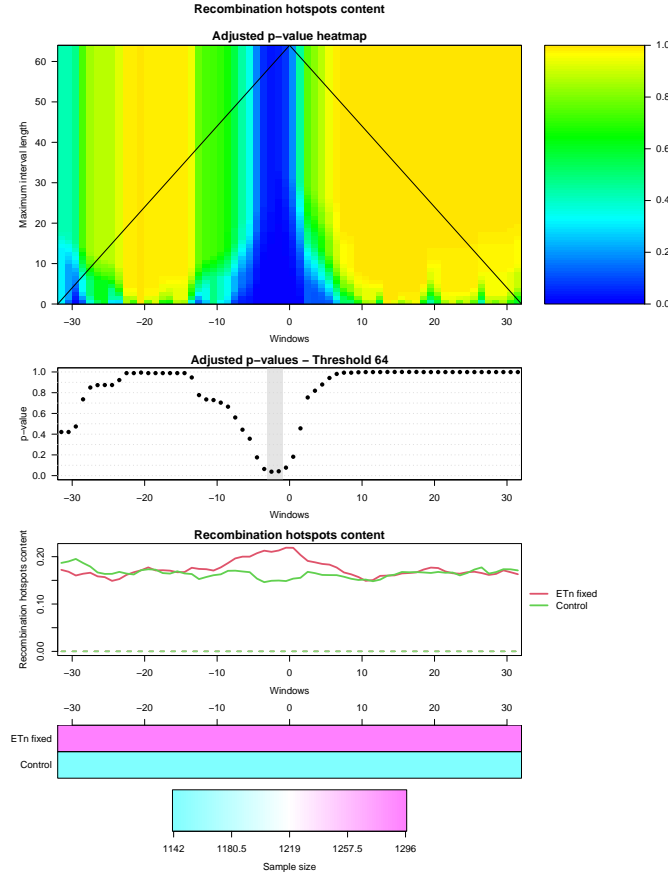 Recombination hotspots content
Adjusted p−value heatmap
Maximum interval length
60
50
40
30
20
10
0
−30 −20 −10 0 10 20 30
Windows
1.0
0.8
0.6
0.4
0.2
0.0
Adjusted p−values − Threshold 64
p−value
1.0
0.8
0.6
0.4
0.2
0.0
−30 −20 −10 0 10 20 30
Windows
Recombination hotspots content
Recombination hotspots content
0.20
0.10
0.00
−30 −20 −10 0 10 20 30
Windows
ETn fixed
Control
−30 −20 −10 0 10 20 30
ETn fixed
Control
1142 1180.5 1219 1257.5 1296
Sample size